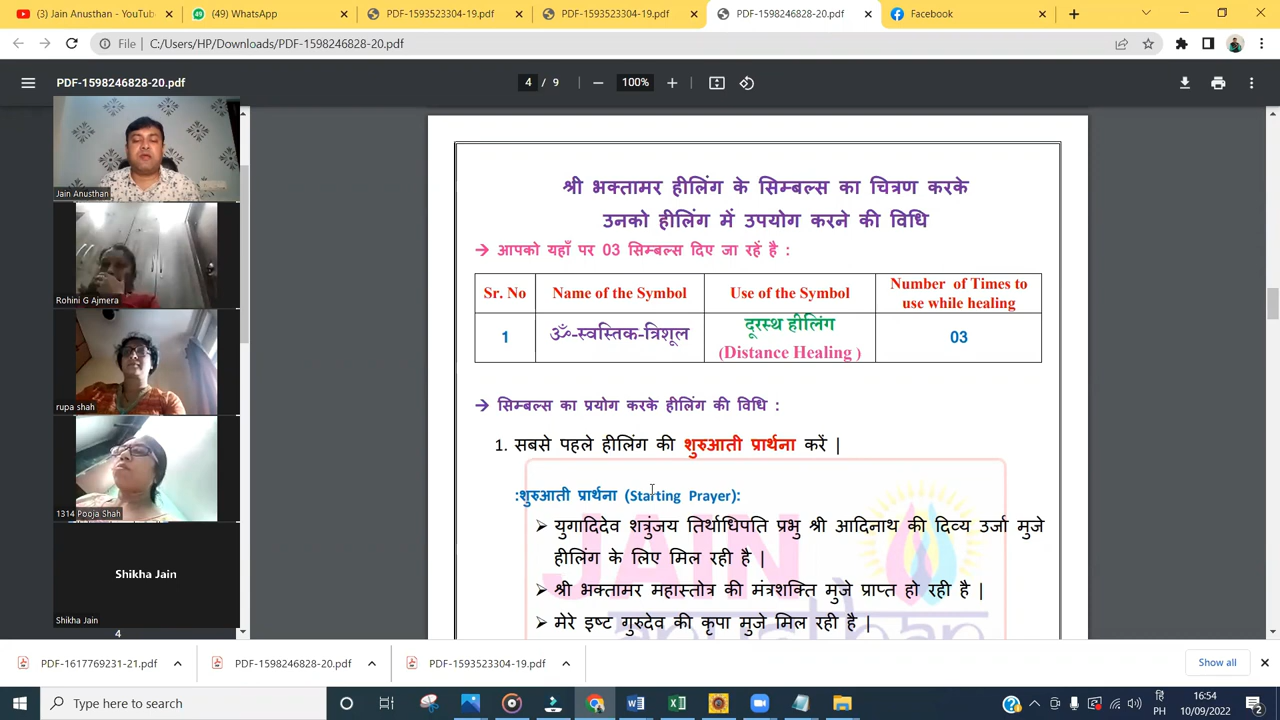 Jain Anusthan - (3) YouTub
(49) WhatsApp
PDF-1593523304-19.pdf
PDF-1593523304-19.pdf
PDF-1598246828-20.pdf
Facebook
File
C:/Users/HP/Downloads/PDF-1598246828-20.pdf
PDF-1598246828-20.pdf
4 / 9
100%
Jain Anusthan
Rohini G Ajmera
rupa shah
1314 Pooja Shah
Shikha Jain
Shikha Jain
4
श्री भक्तामर हीलिंग के सिम्बल्स का चित्रण करके
उनको हीलिंग में उपयोग करने की विधि
→ आपको यहाँ पर 03 सिम्बल्स दिए जा रहें है :
Sr. No
Name of the Symbol
Use of the Symbol
Number of Times to
use while healing
1
ॐ-स्वस्तिक-त्रिशूल
दूरस्थ हीलिंग
(Distance Healing )
03
→ सिम्बल्स का प्रयोग करके हीलिंग की विधि :
1. सबसे पहले हीलिंग की शुरुआती प्रार्थना करें |
:शुरुआती प्रार्थना (Starting Prayer):
➢ युगादिदेव शत्रुंजय तिर्थाधिपति प्रभु श्री आदिनाथ की दिव्य उर्जा मुजे
हीलिंग के लिए मिल रही है |
➢ श्री भक्तामर महास्तोत्र की मंत्रशक्ति मुजे प्राप्त हो रही है |
➢ मेरे इष्ट गुरुदेव की कृपा मुजे मिल रही है |
JAIN
PDF-1617769231-21.pdf
PDF-1598246828-20.pdf
PDF-1593523304-19.pdf
Show all
Type here to search
हि
PH
16:54
10/09/2022
2